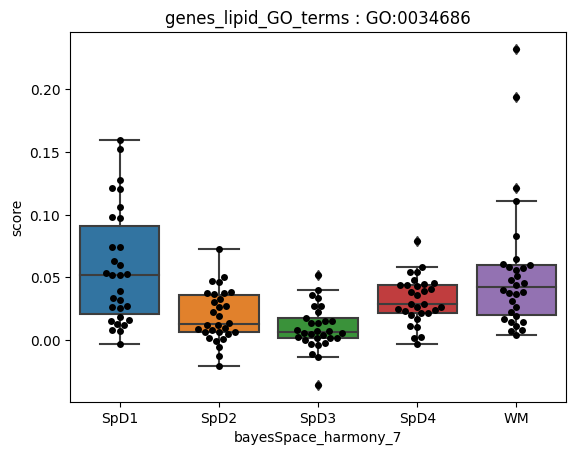 genes_lipid_GO_terms : GO:0034686
score
0.20
0.15
0.10
0.05
0.00
SpD1 SpD2 SpD3 SpD4 WM
bayesSpace_harmony_7